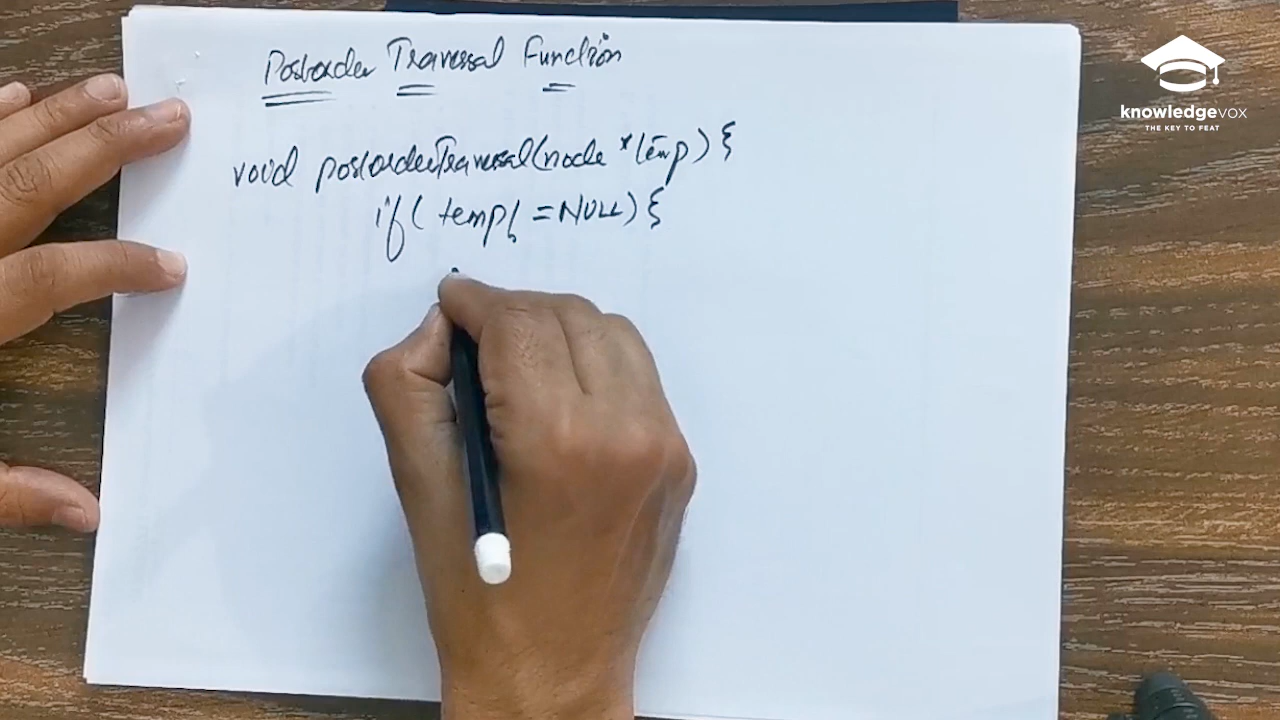 Postorder Traversal Function
void postorderTraversal(node *temp) {
if( temp! =NULL) {
knowledgevox
THE KEY TO FEAT